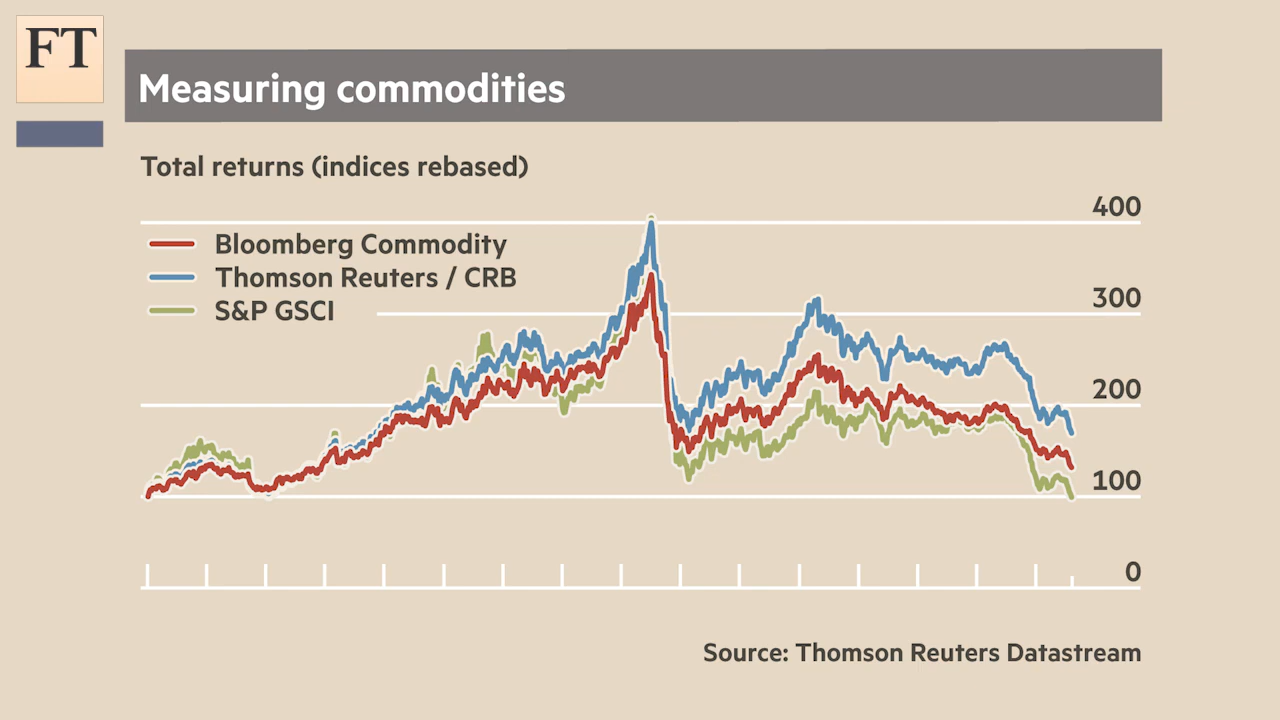 FT
Measuring commodities
Total returns (indices rebased)
400
Bloomberg Commodity
Thomson Reuters / CRB
300
S&P GSCI
200
100
0
Source: Thomson Reuters Datastream